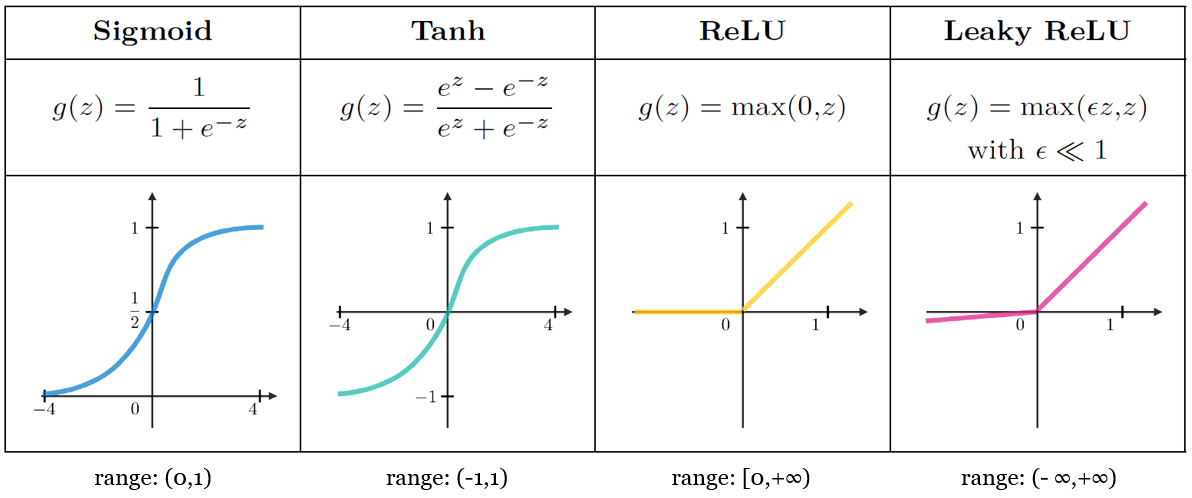 Sigmoid Tanh ReLU Leaky ReLU
g(z) = 1 / (1 + e^{-z})
g(z) = (e^z − e^{-z}) / (e^z + e^{-z})
g(z) = max(0,z)
g(z) = max(ϵz,z)
with ϵ ≪ 1
1
1/2
−4 0 4
1
−4 0 4
−1
1
0 1
1
0 1
range: (0,1) range: (-1,1) range: [0,+∞) range: (- ∞,+∞)